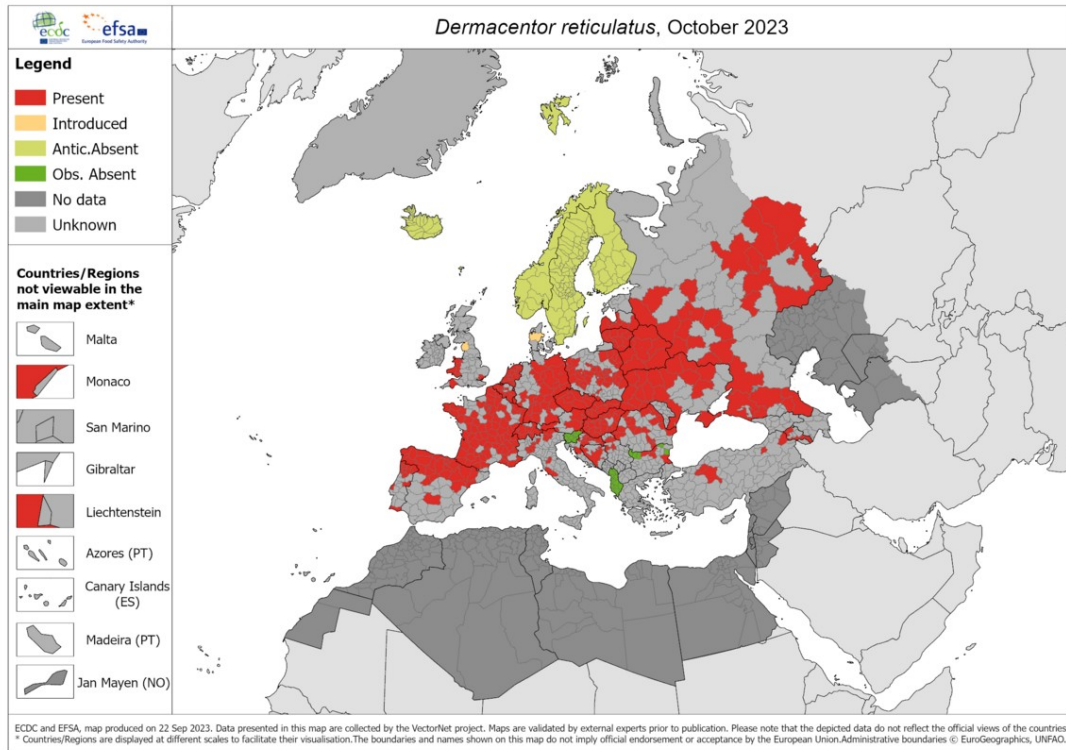 ecdc
efsa
European Food Safety Authority
Dermacentor reticulatus, October 2023
Legend
Present
Introduced
Antic.Absent
Obs. Absent
No data
Unknown
Countries/Regions
not viewable in the
main map extent*
Malta
Monaco
San Marino
Gibraltar
Liechtenstein
Azores (PT)
Canary Islands
(ES)
Madeira (PT)
Jan Mayen (NO)
ECDC and EFSA, map produced on 22 Sep 2023. Data presented in this map are collected by the VectorNet project. Maps are validated by external experts prior to publication. Please note that the depicted data do not reflect the official views of the countries
* Countries/Regions are displayed at different scales to facilitate their visualisation.The boundaries and names shown on this map do not imply official endorsement or acceptance by the European Union.Administrative boundaries © EuroGeographics, UNFAO.